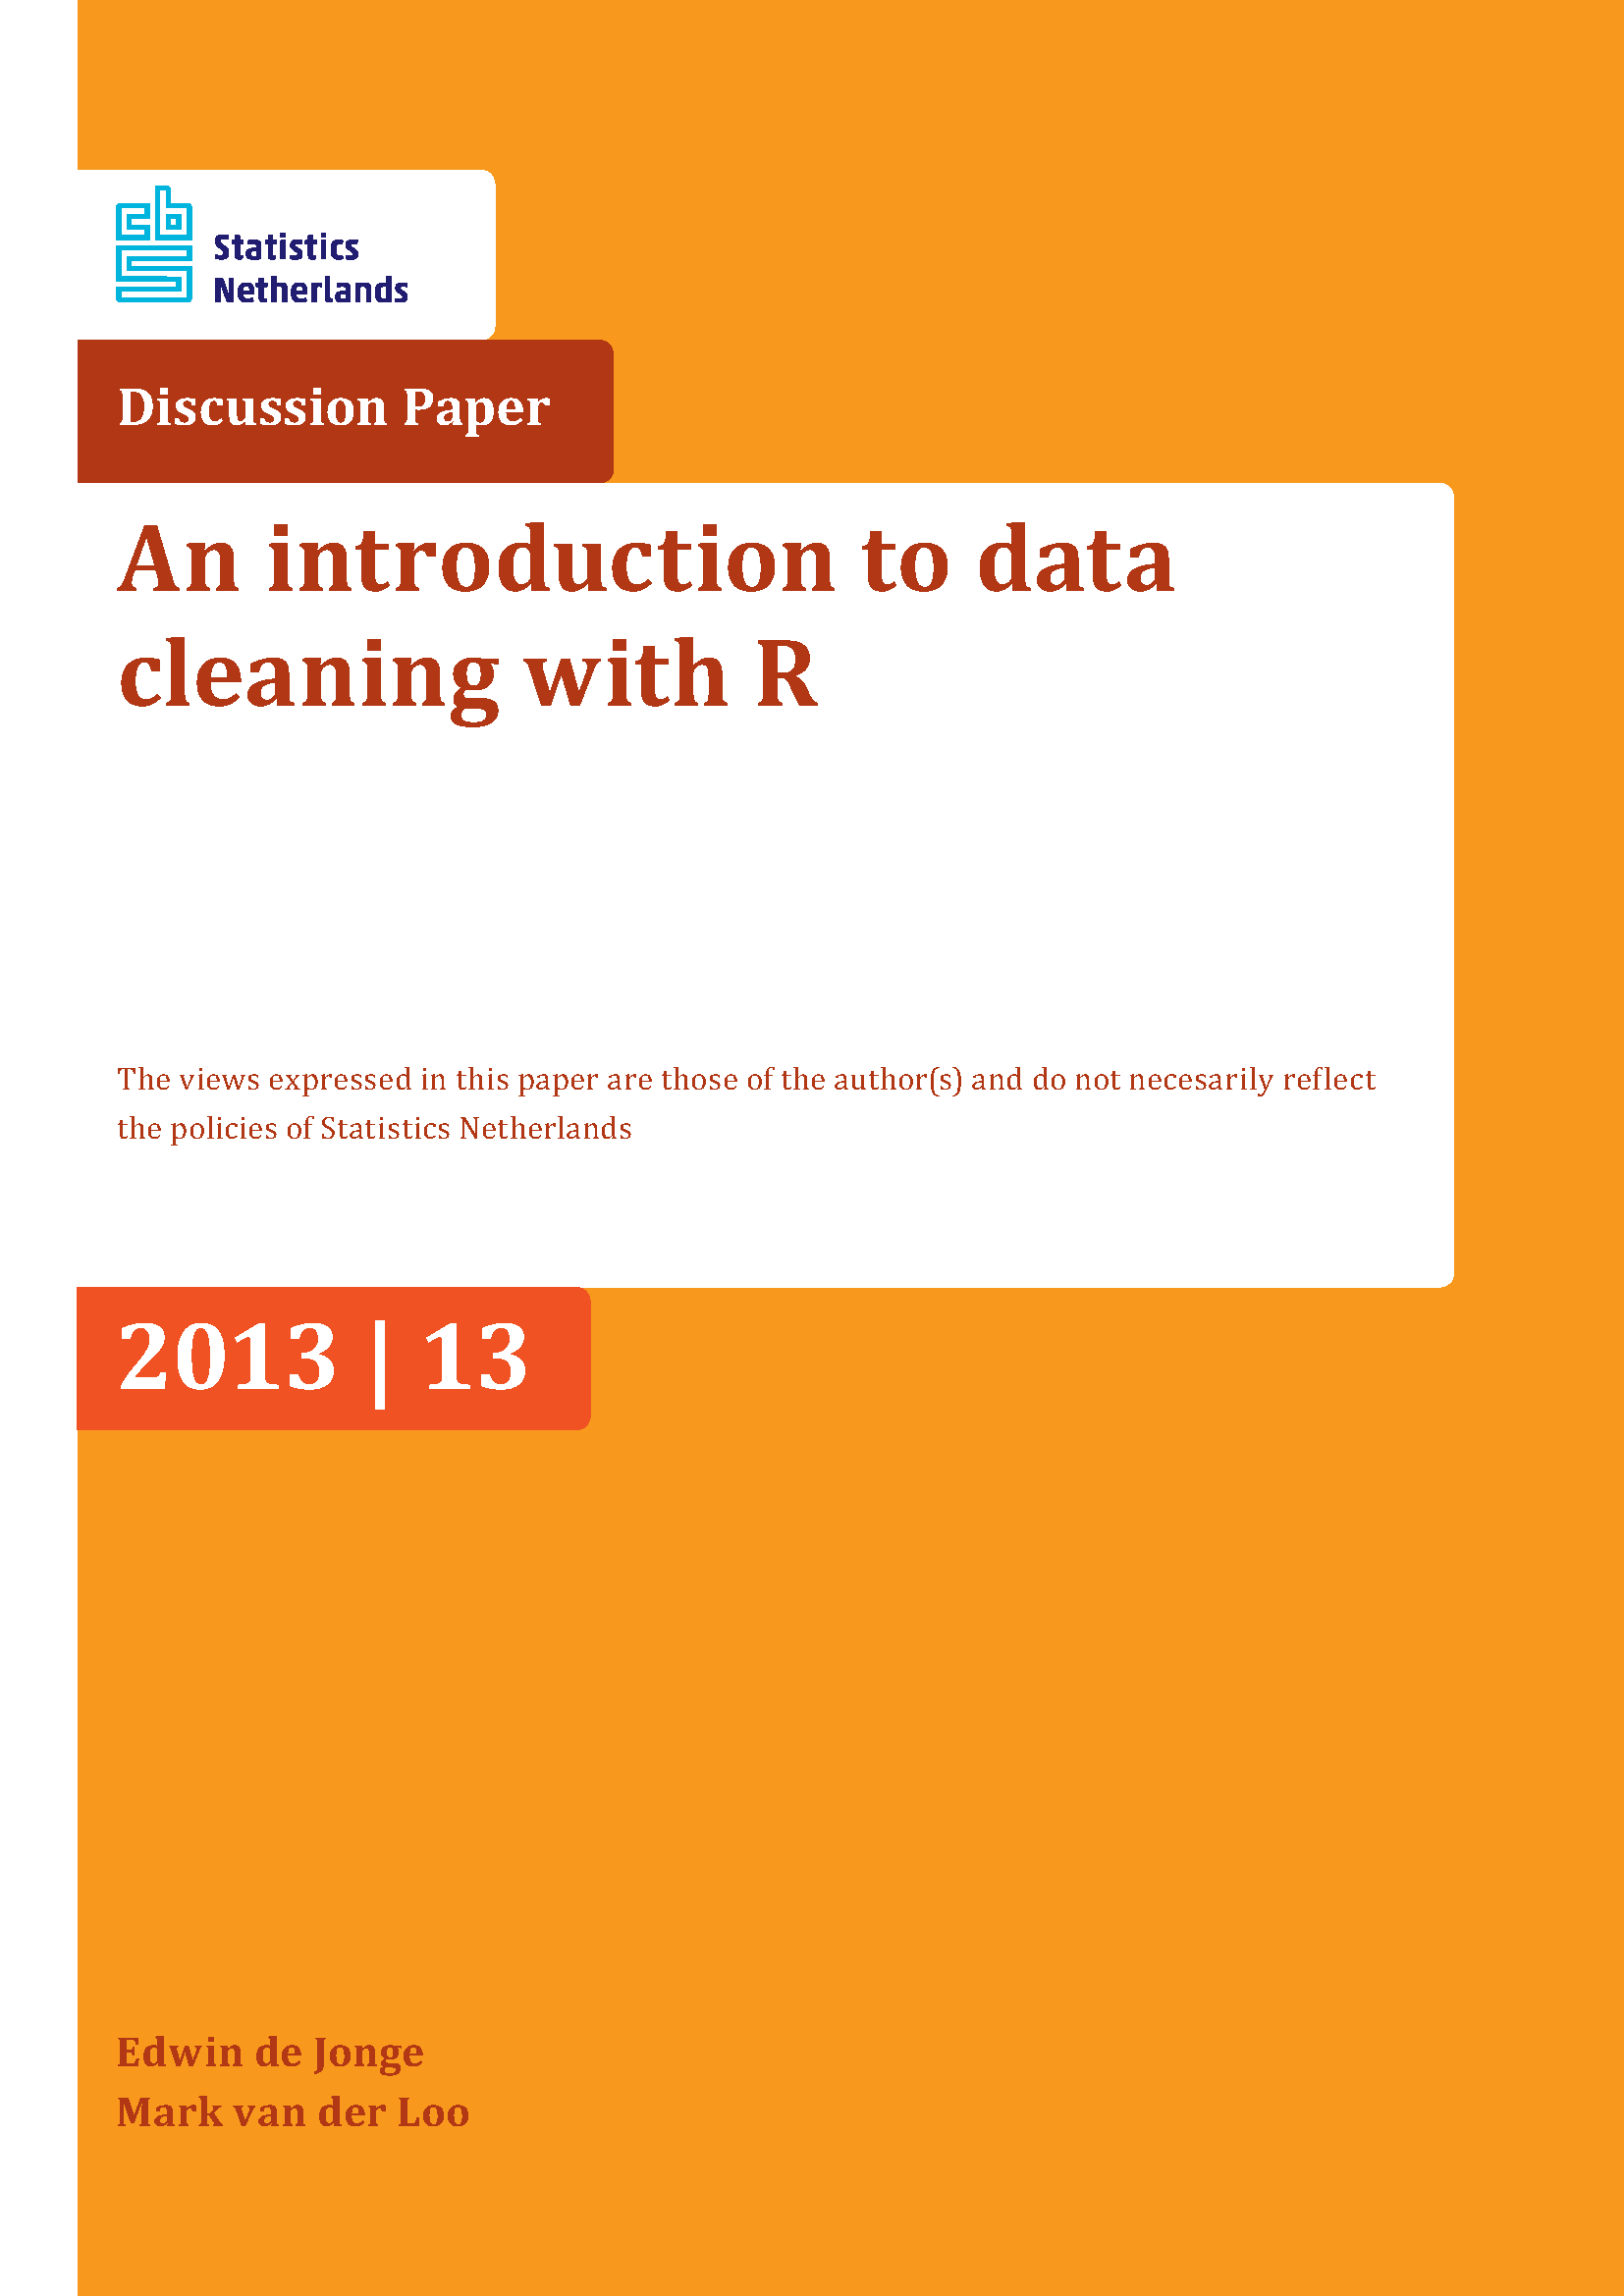 cbs
Statistics
Netherlands
Discussion Paper
An introduction to data
cleaning with R
The views expressed in this paper are those of the author(s) and do not necesarily reflect
the policies of Statistics Netherlands
2013 | 13
Edwin de Jonge
Mark van der Loo